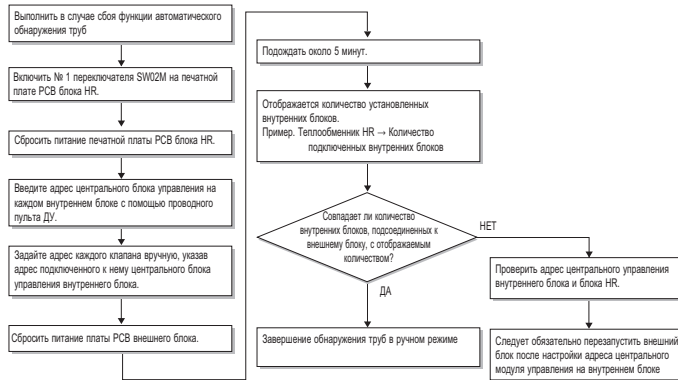 Выполнить в случае сбоя функции автоматического
обнаружения труб
Включить № 1 переключателя SW02M на печатной
плате PCB блока HR.
Сбросить питание печатной платы PCB блока HR.
Введите адрес центрального блока управления на
каждом внутреннем блоке с помощью проводного
пульта ДУ.
Задайте адрес каждого клапана вручную, указав
адрес подключенного к нему центрального блока
управления внутреннего блока.
Сбросить питание платы PCB внешнего блока.
Подождать около 5 минут.
Отображается количество установленных
внутренних блоков.
Пример. Теплообменник HR → Количество
подключенных внутренних блоков
Совпадает ли количество
внутренних блоков, подсоединенных к
внешнему блоку, с отображаемым
количеством?
НЕТ
ДА
Завершение обнаружения труб в ручном режиме
Проверить адрес центрального управления
внутреннего блока и блока HR.
Следует обязательно перезапустить внешний
блок после настройки адреса центрального
модуля управления на внутреннем блоке